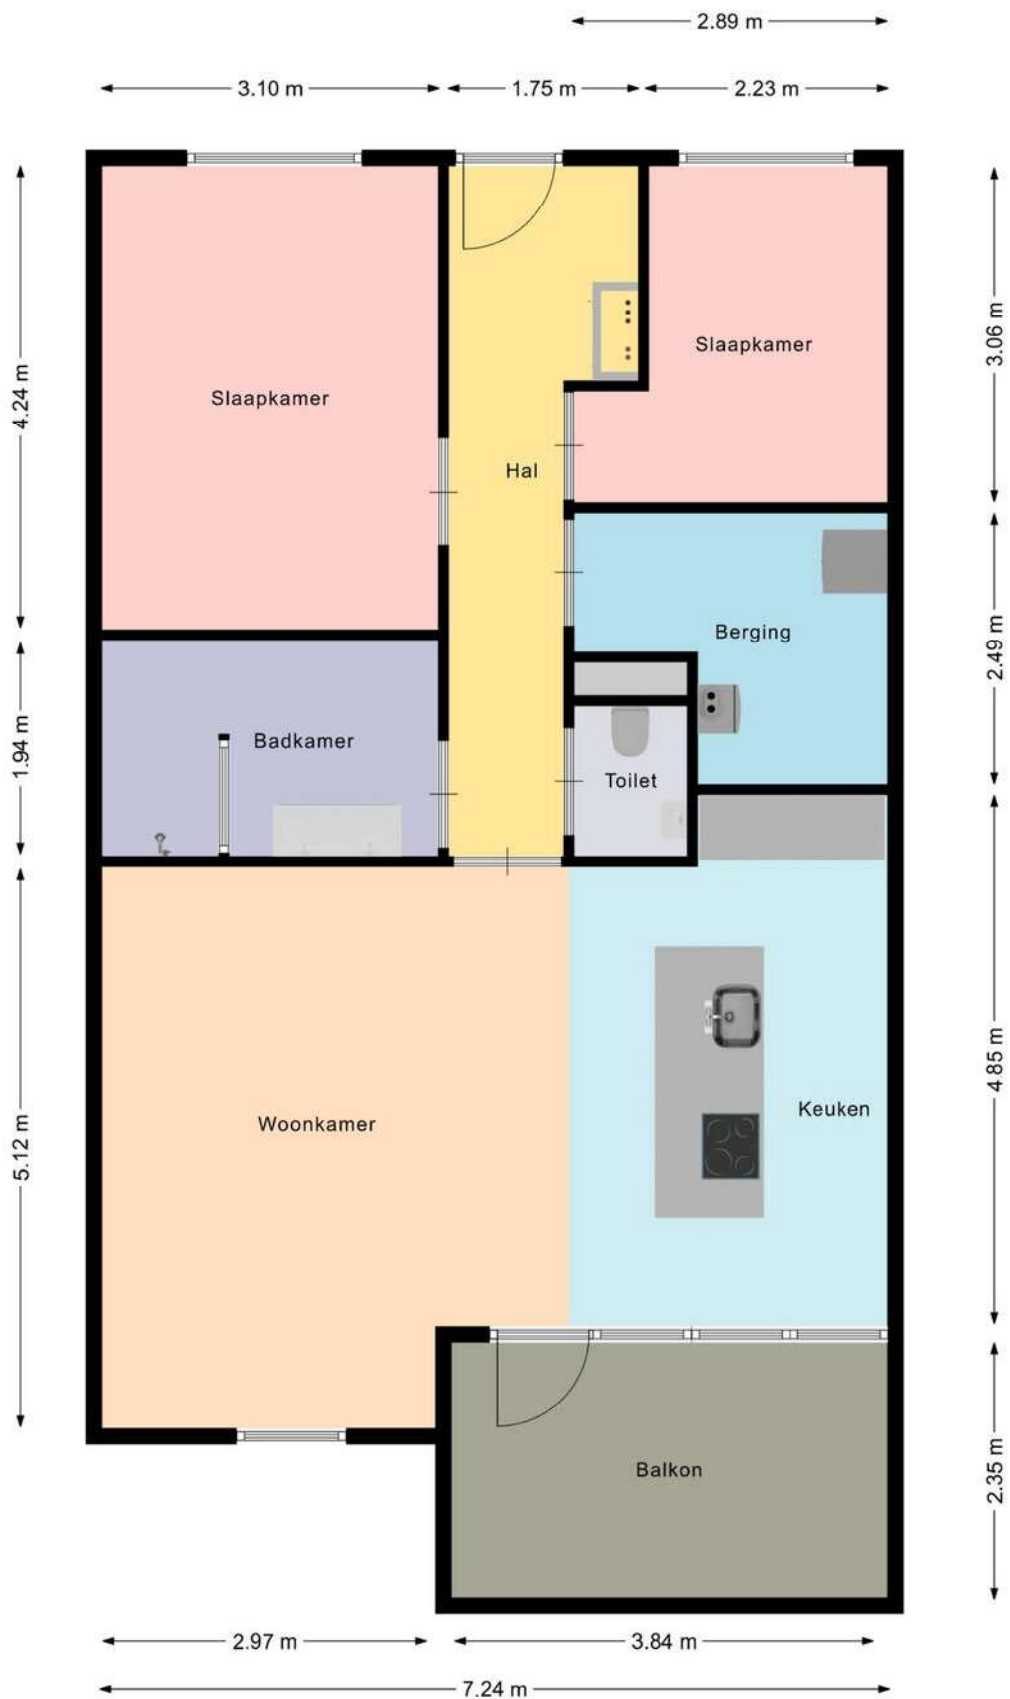 2.89 m
3.10 m
1.75 m
2.23 m
4.24 m
Slaapkamer
Slaapkamer
3.06 m
Hal
Berging
2.49 m
1.94 m
Badkamer
Toilet
5.12 m
Woonkamer
Keuken
4.85 m
Balkon
2.35 m
2.97 m
3.84 m
7.24 m